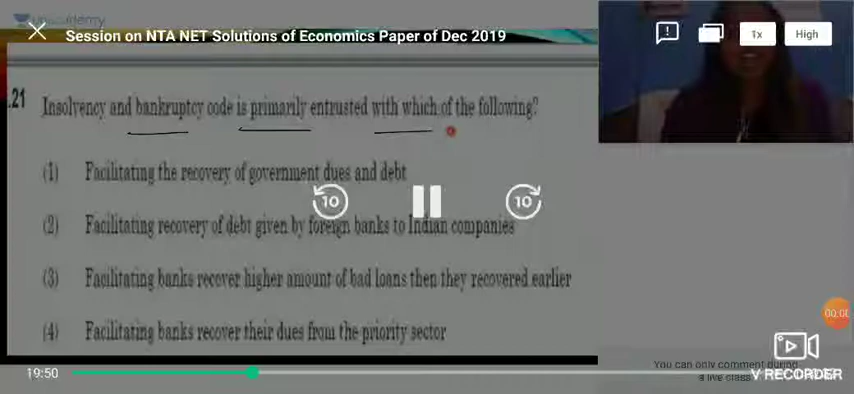 unacademy
Session on NTA NET Solutions of Economics Paper of Dec 2019
1x
High
.21 Insolvency and bankruptcy code is primarily entrusted with which of the following?
(1) Facilitating the recovery of government dues and debt
10
10
(2) Facilitating recovery of debt given by foreign banks to Indian companies
(3) Facilitating banks recover higher amount of bad loans then they recovered earlier
(4) Facilitating banks recover their dues from the priority sector
19:50
You can only comment during
a live class
V RECORDER